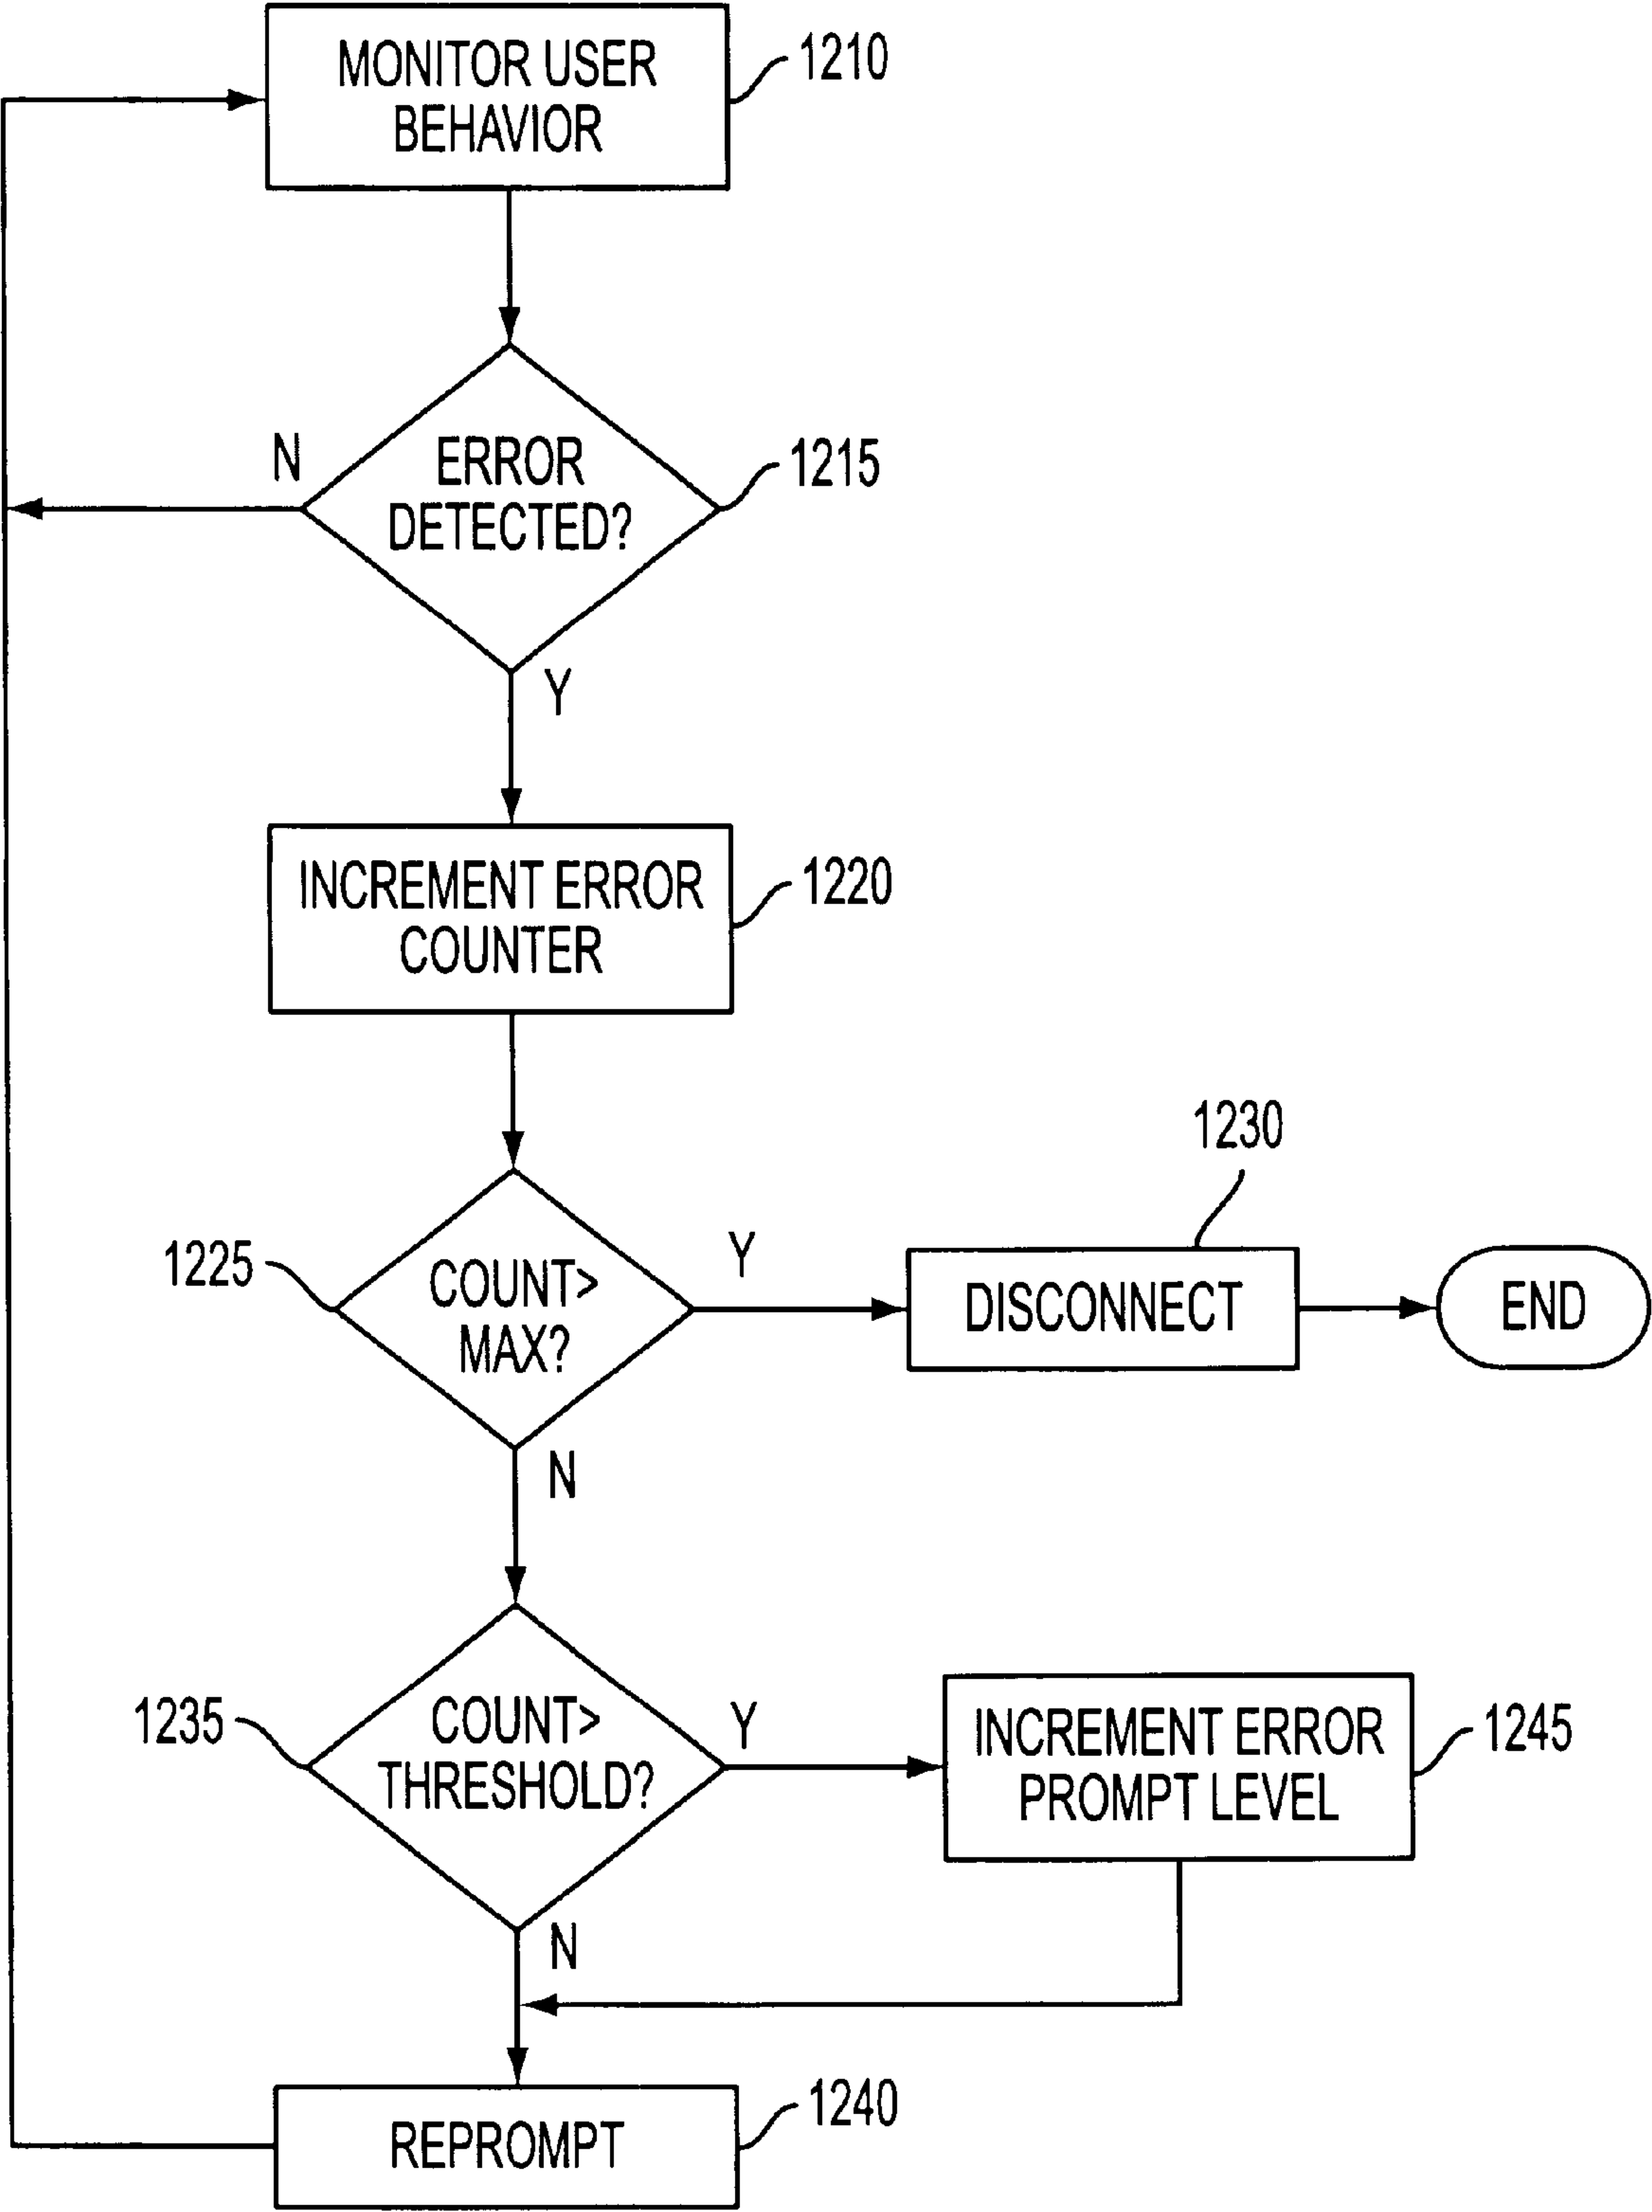 MONITOR USER
BEHAVIOR
1210
ERROR
DETECTED?
N
1215
Y
INCREMENT ERROR
COUNTER
1220
1230
1225
COUNT>
MAX?
Y
DISCONNECT
END
N
1235
COUNT>
THRESHOLD?
Y
INCREMENT ERROR
PROMPT LEVEL
1245
N
REPROMPT
1240